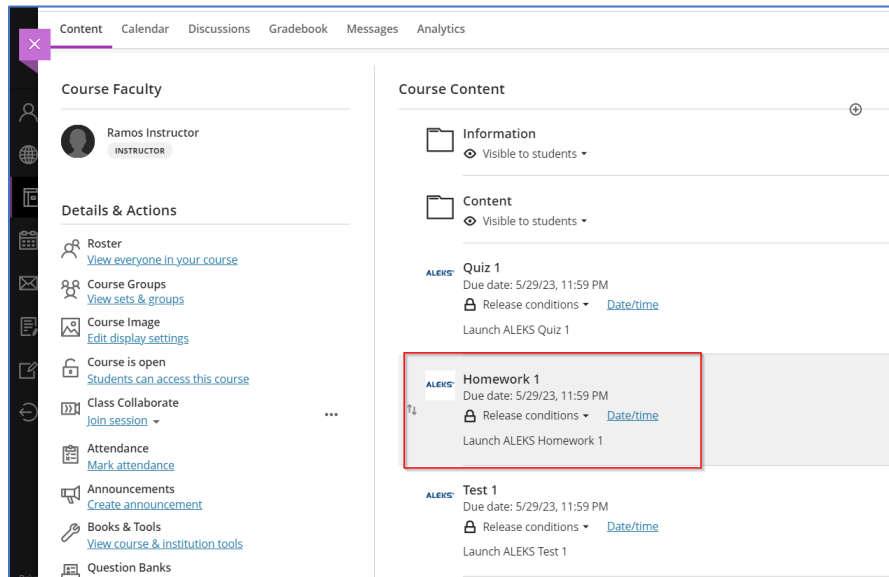 Content Calendar Discussions Gradebook Messages Analytics
Course Faculty
Ramos Instructor
INSTRUCTOR
Details & Actions
Roster
View everyone in your course
Course Groups
View sets & groups
Course Image
Edit display settings
Course is open
Students can access this course
Class Collaborate
Join session
Attendance
Mark attendance
Announcements
Create announcement
Books & Tools
View course & institution tools
Question Banks
Course Content
Information
Visible to students
Content
Visible to students
ALEKS
Quiz 1
Due date: 5/29/23, 11:59 PM
Release conditions Date/time
Launch ALEKS Quiz 1
ALEKS
Homework 1
Due date: 5/29/23, 11:59 PM
Release conditions Date/time
Launch ALEKS Homework 1
ALEKS
Test 1
Due date: 5/29/23, 11:59 PM
Release conditions Date/time
Launch ALEKS Test 1